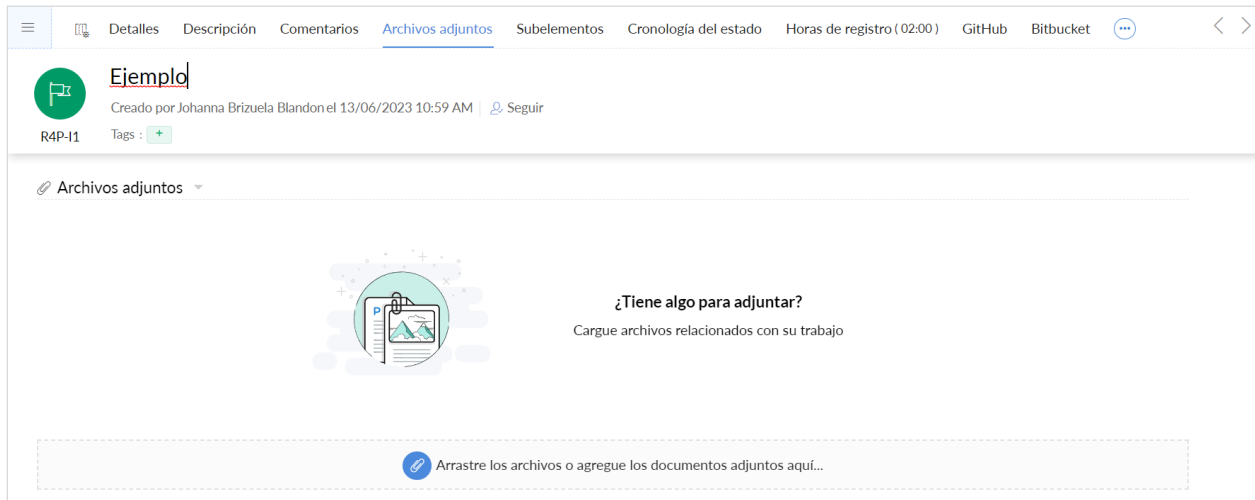 Detalles Descripción Comentarios Archivos adjuntos Subelementos Cronología del estado Horas de registro ( 02:00 ) GitHub Bitbucket
Ejemplo
Creado por Johanna Brizuela Blandon el 13/06/2023 10:59 AM Seguir
R4P-I1 Tags : +
Archivos adjuntos
P
¿Tiene algo para adjuntar?
Cargue archivos relacionados con su trabajo
Arrastre los archivos o agregue los documentos adjuntos aquí...